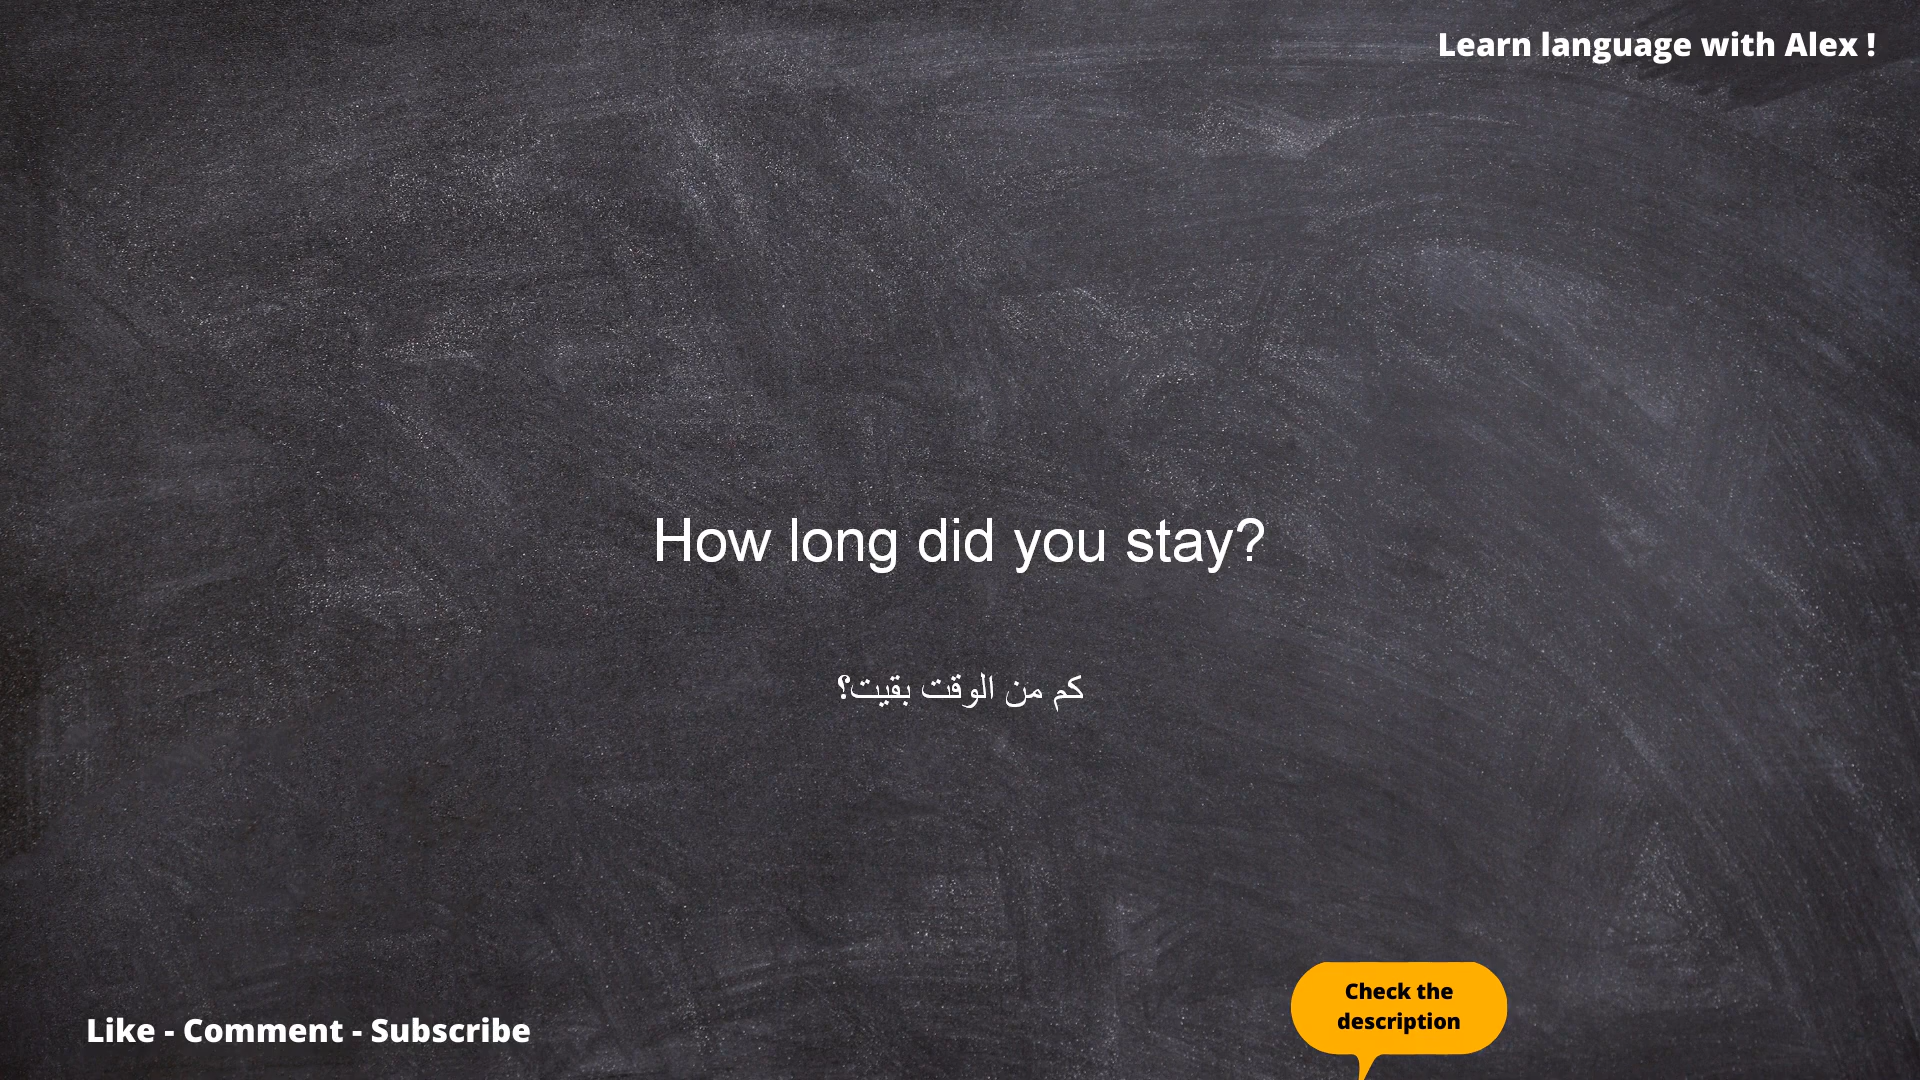 Learn language with Alex !
How long did you stay?
كم من الوقت بقيت؟
Check the
description
Like - Comment - Subscribe